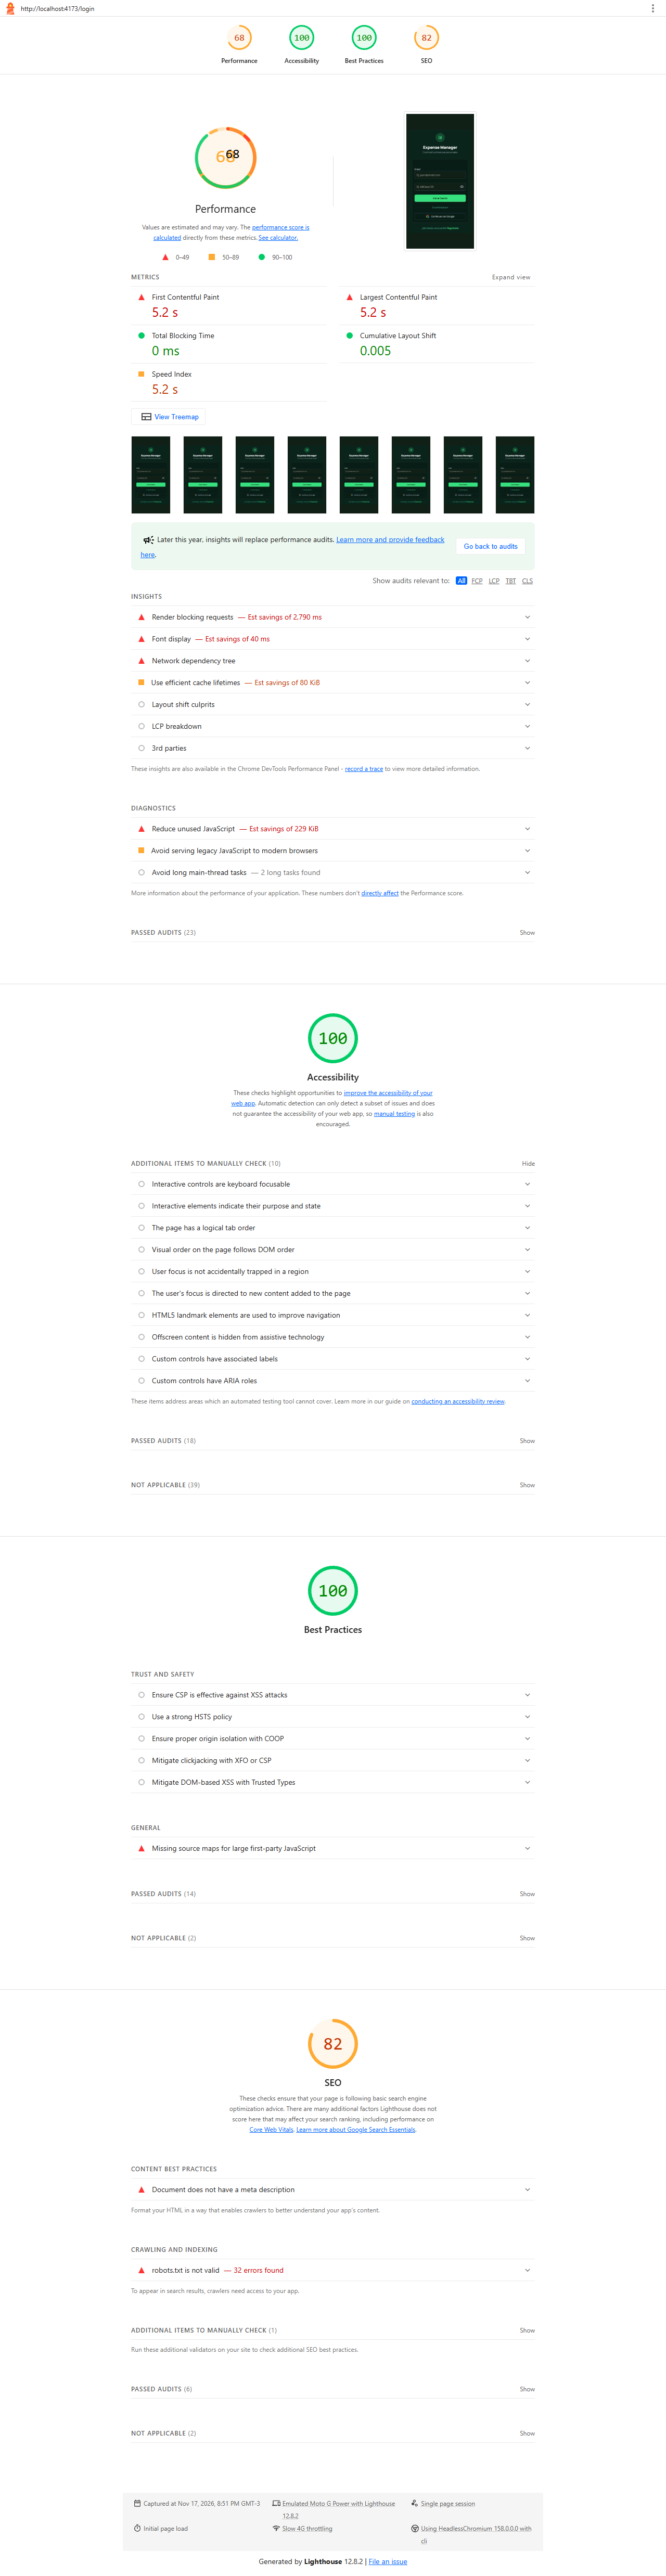 http://localhost:4173/login
68
100
100
82
Performance
Accessibility
Best Practices
SEO
68
68
Performance
Values are estimated and may vary. The performance score is
calculated directly from these metrics. See calculator.
0–49
50–89
90–100
Expense Manager
METRICS
Expand view
First Contentful Paint
5.2 s
Largest Contentful Paint
5.2 s
Total Blocking Time
0 ms
Cumulative Layout Shift
0.005
Speed Index
5.2 s
View Treemap
Later this year, insights will replace performance audits. Learn more and provide feedback
here.
Go back to audits
Show audits relevant to: All FCP LCP TBT CLS
INSIGHTS
Render blocking requests — Est savings of 2,790 ms
Font display — Est savings of 40 ms
Network dependency tree
Use efficient cache lifetimes — Est savings of 80 KiB
Layout shift culprits
LCP breakdown
3rd parties
These insights are also available in the Chrome DevTools Performance Panel - record a trace to view more detailed information.
DIAGNOSTICS
Reduce unused JavaScript — Est savings of 229 KiB
Avoid serving legacy JavaScript to modern browsers
Avoid long main-thread tasks — 2 long tasks found
More information about the performance of your application. These numbers don't directly affect the Performance score.
PASSED AUDITS (23)
Show
100
Accessibility
These checks highlight opportunities to improve the accessibility of your
web app. Automatic detection can only detect a subset of issues and does
not guarantee the accessibility of your web app, so manual testing is also
encouraged.
ADDITIONAL ITEMS TO MANUALLY CHECK (10)
Hide
Interactive controls are keyboard focusable
Interactive elements indicate their purpose and state
The page has a logical tab order
Visual order on the page follows DOM order
User focus is not accidentally trapped in a region
The user's focus is directed to new content added to the page
HTML5 landmark elements are used to improve navigation
Offscreen content is hidden from assistive technology
Custom controls have associated labels
Custom controls have ARIA roles
These items address areas which an automated testing tool cannot cover. Learn more in our guide on conducting an accessibility review.
PASSED AUDITS (18)
Show
NOT APPLICABLE (39)
Show
100
Best Practices
TRUST AND SAFETY
Ensure CSP is effective against XSS attacks
Use a strong HSTS policy
Ensure proper origin isolation with COOP
Mitigate clickjacking with XFO or CSP
Mitigate DOM-based XSS with Trusted Types
GENERAL
Missing source maps for large first-party JavaScript
PASSED AUDITS (14)
Show
NOT APPLICABLE (2)
Show
82
SEO
These checks ensure that your page is following basic search engine
optimization advice. There are many additional factors Lighthouse does not
score here that may affect your search ranking, including performance on
Core Web Vitals. Learn more about Google Search Essentials.
CONTENT BEST PRACTICES
Document does not have a meta description
Format your HTML in a way that enables crawlers to better understand your app's content.
CRAWLING AND INDEXING
robots.txt is not valid — 32 errors found
To appear in search results, crawlers need access to your app.
ADDITIONAL ITEMS TO MANUALLY CHECK (1)
Show
Run these additional validators on your site to check additional SEO best practices.
PASSED AUDITS (6)
Show
NOT APPLICABLE (2)
Show
Captured at Nov 17, 2026, 8:51 PM GMT-3
Emulated Moto G Power with Lighthouse
12.8.2
Single page session
Initial page load
Slow 4G throttling
Using HeadlessChromium 158.0.0.0 with
cli
Generated by Lighthouse 12.8.2 | File an issue